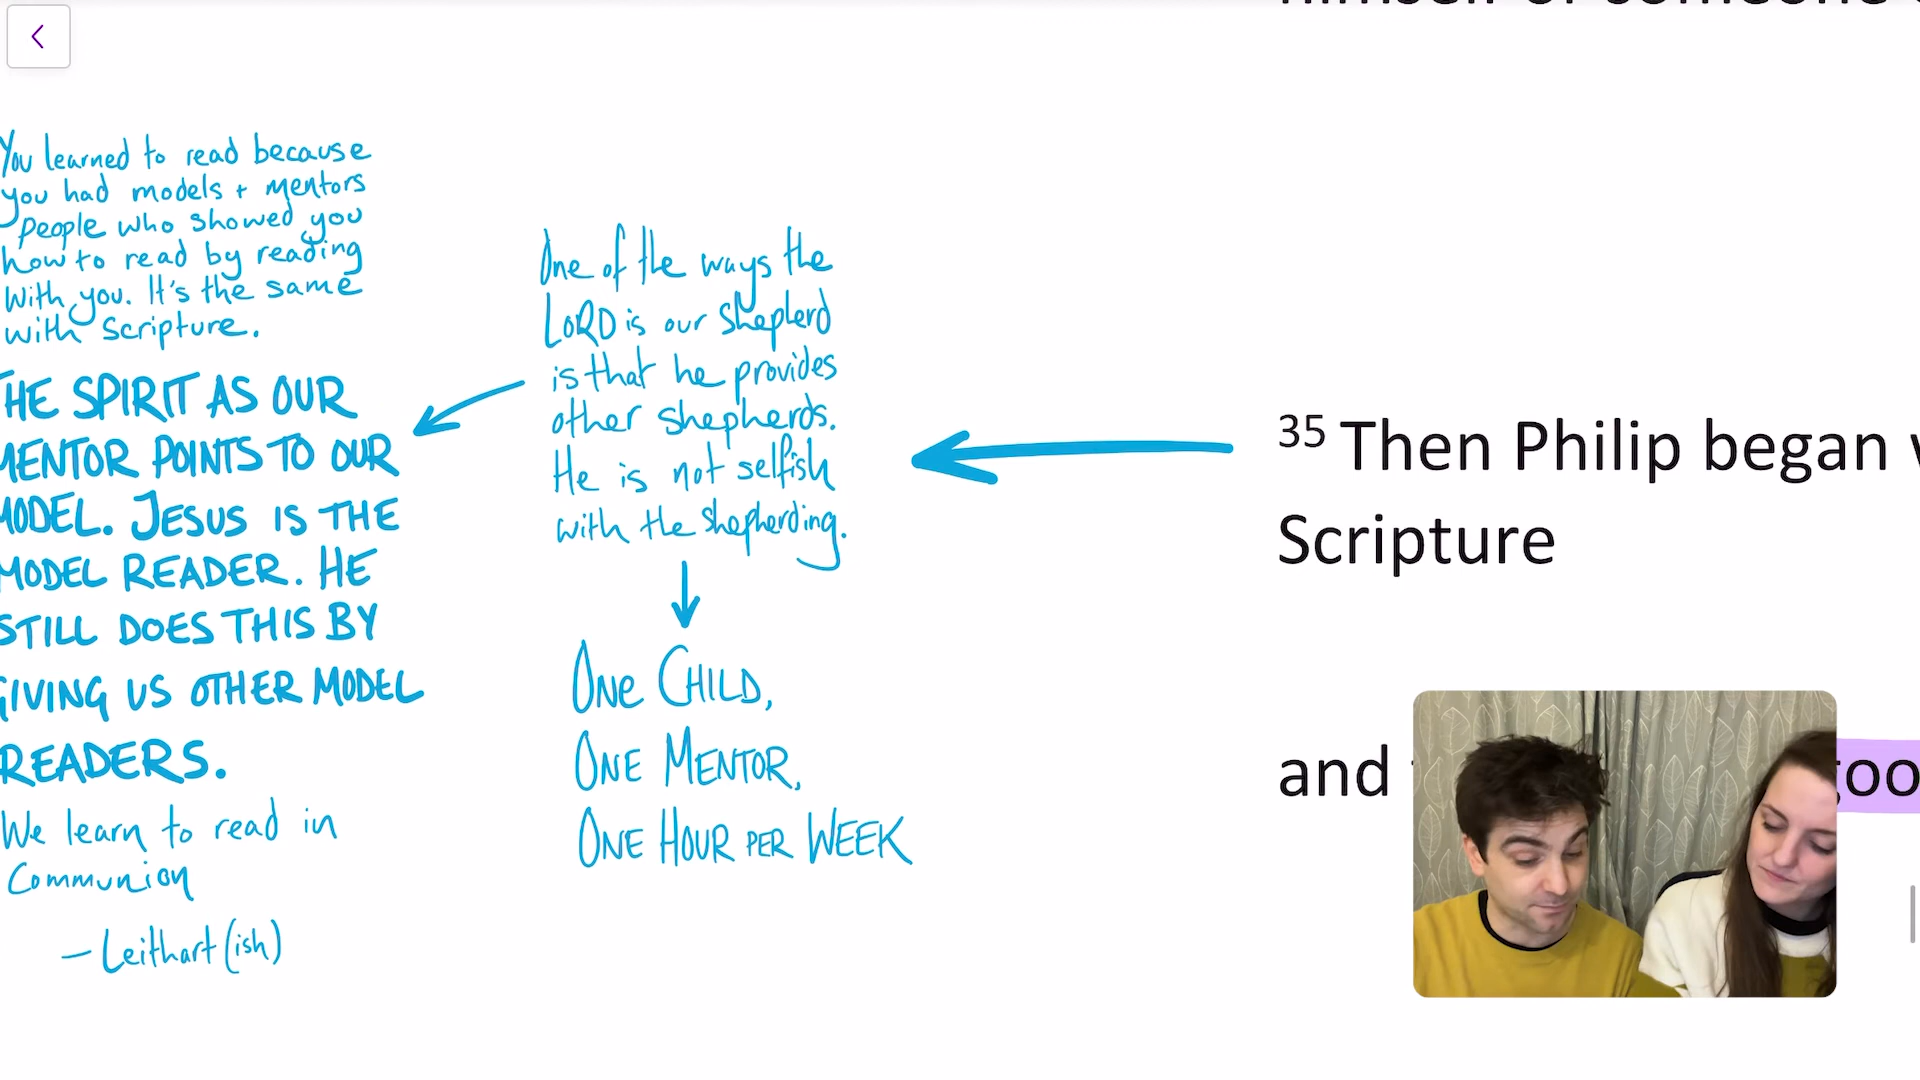 You learned to read because
you had models + mentors
people who showed you
how to read by reading
with you. It's the same
with Scripture.
THE SPIRIT AS OUR
MENTOR POINTS TO OUR
MODEL. JESUS IS THE
MODEL READER. HE
STILL DOES THIS BY
GIVING US OTHER MODEL
READERS.
We learn to read in
Communion
– Leithart (ish)
One of the ways the
LORD is our shepherd
is that he provides
other shepherds.
He is not selfish
with the shepherding.
ONE CHILD,
ONE MENTOR,
ONE HOUR PER WEEK
35 Then Philip began
Scripture
and